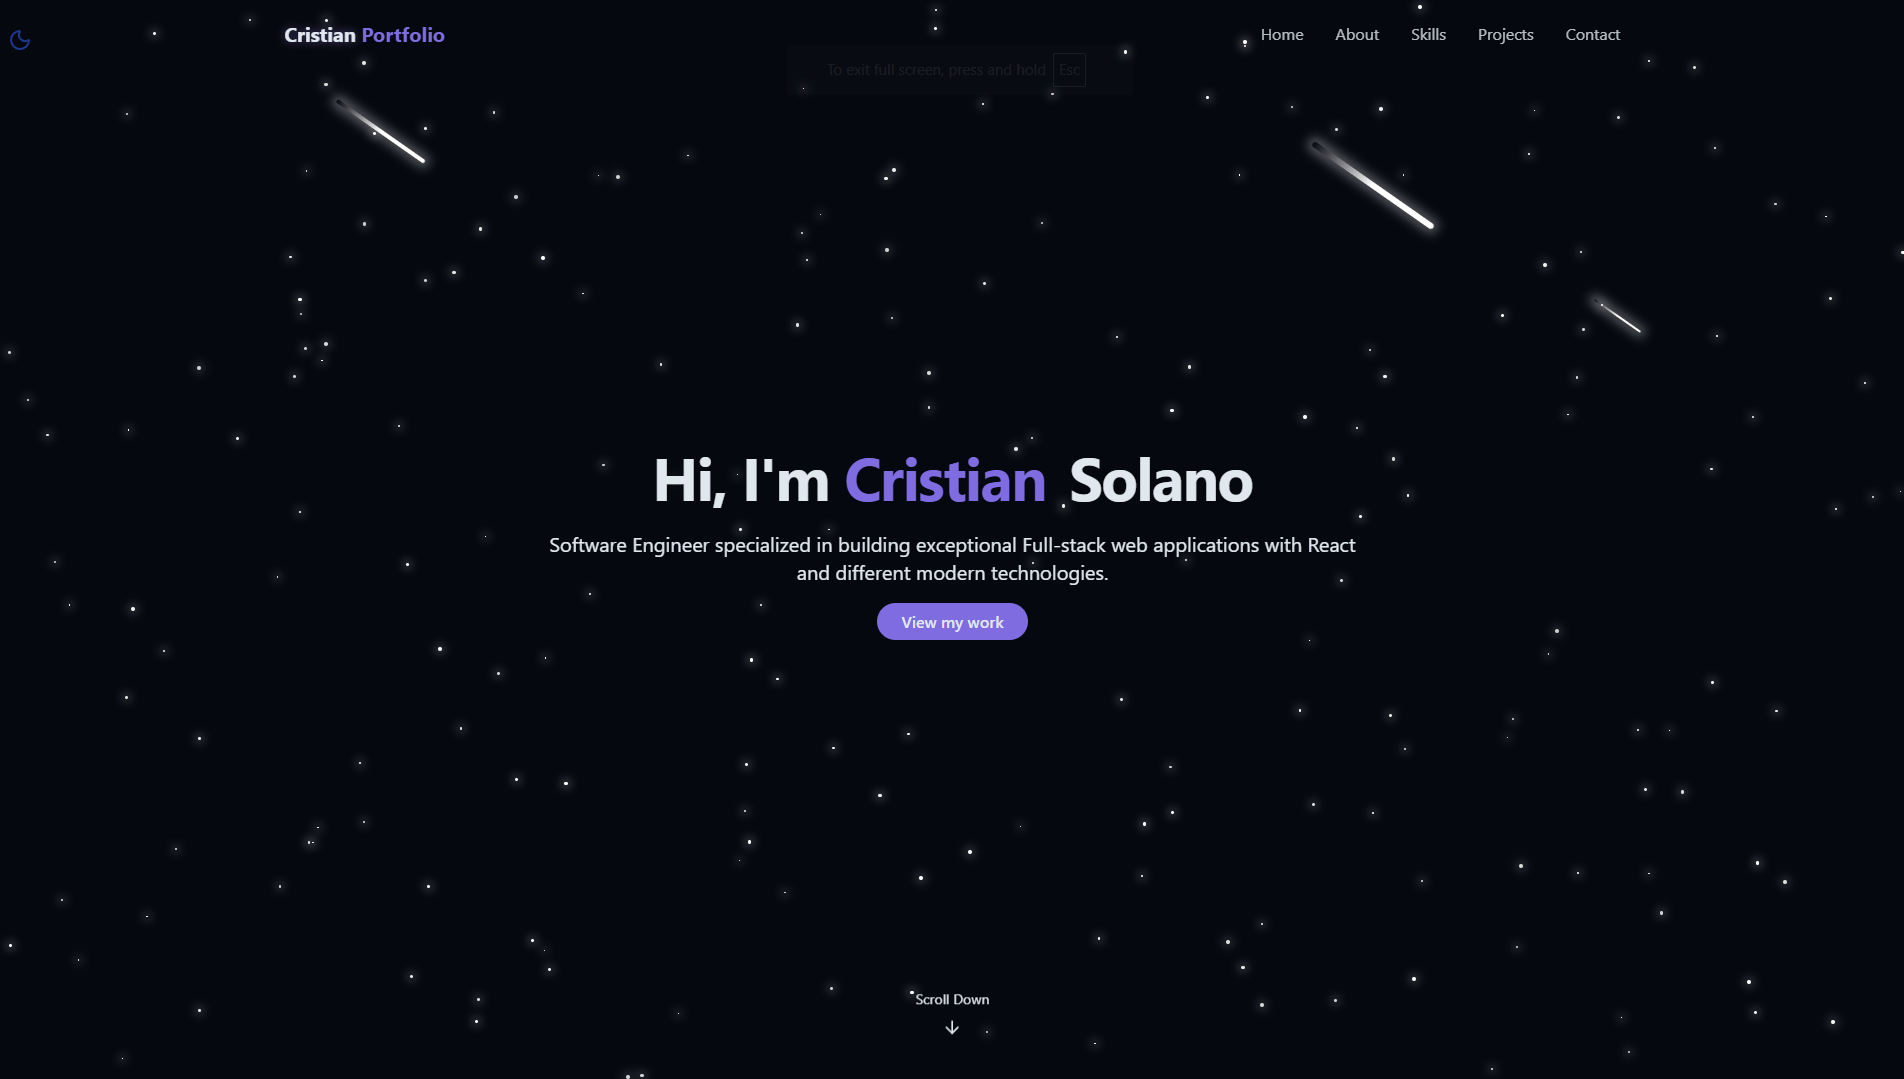 Cristian Portfolio
Home About Skills Projects Contact
To exit full screen, press and hold Esc
Hi, I'm Cristian Solano
Software Engineer specialized in building exceptional Full-stack web applications with React
and different modern technologies.
View my work
Scroll Down